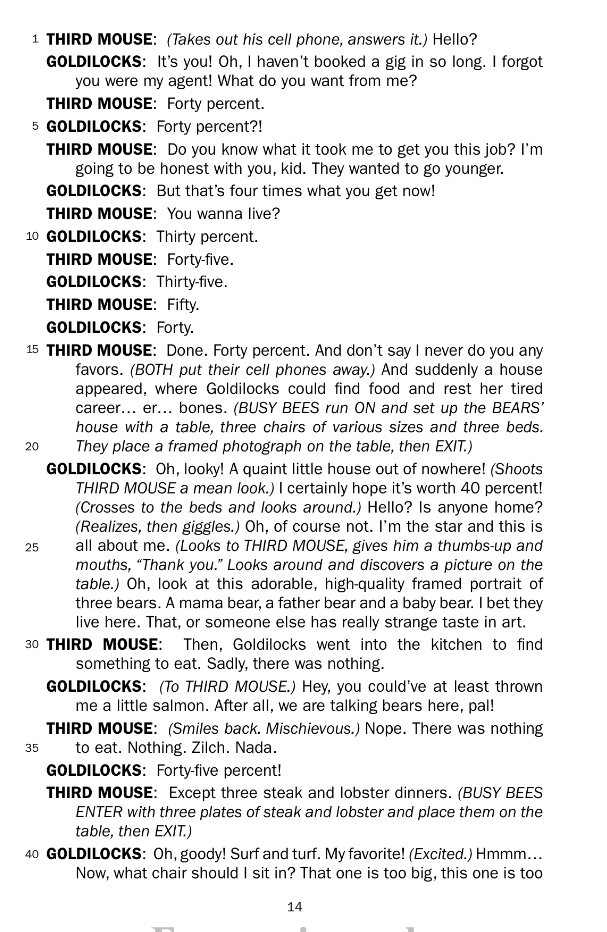 1 THIRD MOUSE: (Takes out his cell phone, answers it.) Hello?
GOLDILOCKS: It's you! Oh, I haven't booked a gig in so long. I forgot
you were my agent! What do you want from me?
THIRD MOUSE: Forty percent.
5 GOLDILOCKS: Forty percent?!
THIRD MOUSE: Do you know what it took me to get you this job? I'm
going to be honest with you, kid. They wanted to go younger.
GOLDILOCKS: But that's four times what you get now!
THIRD MOUSE: You wanna live?
10 GOLDILOCKS: Thirty percent.
THIRD MOUSE: Forty-five.
GOLDILOCKS: Thirty-five.
THIRD MOUSE: Fifty.
GOLDILOCKS: Forty.
15 THIRD MOUSE: Done. Forty percent. And don't say I never do you any
favors. (BOTH put their cell phones away.) And suddenly a house
appeared, where Goldilocks could find food and rest her tired
career... er... bones. (BUSY BEES run ON and set up the BEARS'
house with a table, three chairs of various sizes and three beds.
20 They place a framed photograph on the table, then EXIT.)
GOLDILOCKS: Oh, looky! A quaint little house out of nowhere! (Shoots
THIRD MOUSE a mean look.) I certainly hope it's worth 40 percent!
(Crosses to the beds and looks around.) Hello? Is anyone home?
(Realizes, then giggles.) Oh, of course not. I'm the star and this is
25 all about me. (Looks to THIRD MOUSE, gives him a thumbs-up and
mouths, “Thank you.” Looks around and discovers a picture on the
table.) Oh, look at this adorable, high-quality framed portrait of
three bears. A mama bear, a father bear and a baby bear. I bet they
live here. That, or someone else has really strange taste in art.
30 THIRD MOUSE: Then, Goldilocks went into the kitchen to find
something to eat. Sadly, there was nothing.
GOLDILOCKS: (To THIRD MOUSE.) Hey, you could've at least thrown
me a little salmon. After all, we are talking bears here, pal!
THIRD MOUSE: (Smiles back. Mischievous.) Nope. There was nothing
35 to eat. Nothing. Zilch. Nada.
GOLDILOCKS: Forty-five percent!
THIRD MOUSE: Except three steak and lobster dinners. (BUSY BEES
ENTER with three plates of steak and lobster and place them on the
table, then EXIT.)
40 GOLDILOCKS: Oh, goody! Surf and turf. My favorite! (Excited.) Hmmm...
Now, what chair should I sit in? That one is too big, this one is too
14